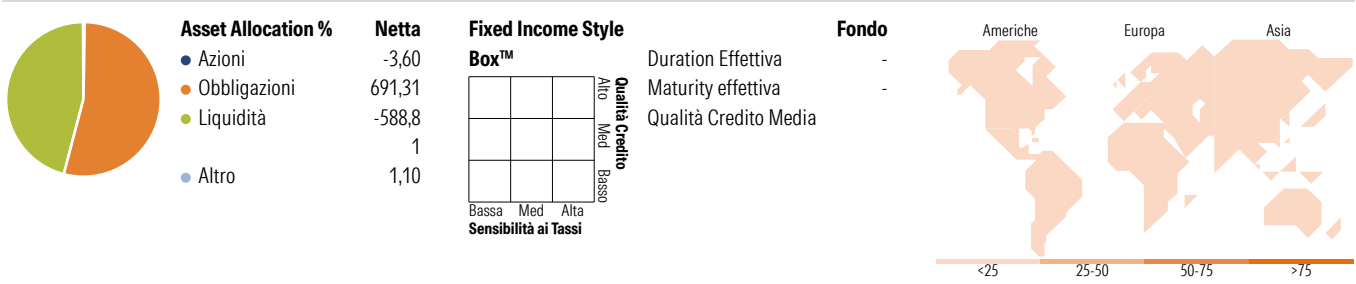 Asset Allocation % Netta
Azioni -3,60
Obbligazioni 691,31
Liquidità -588,8
1
Altro 1,10
Fixed Income Style
Box™
Alto Med Basso
Qualità Credito
Bassa Med Alta
Sensibilità ai Tassi
Fondo
Duration Effettiva -
Maturity effettiva -
Qualità Credito Media
Americhe Europa Asia
<25 25-50 50-75 >75